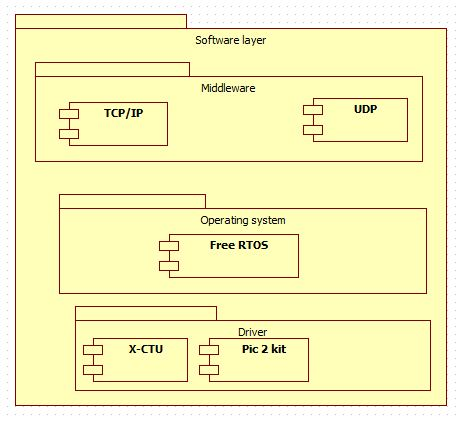 Software layer
Middleware
TCP/IP
UDP
Operating system
Free RTOS
Driver
X-CTU
Pic 2 kit